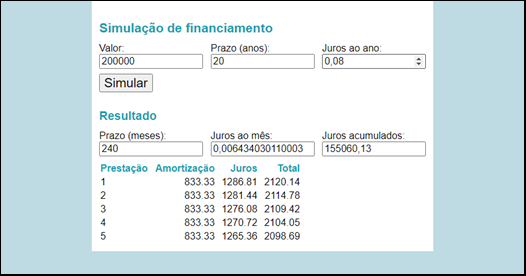 Simulação de financiamento
Valor: Prazo (anos): Juros ao ano:
200000 20 0,08
Simular
Resultado
Prazo (meses): Juros ao mês: Juros acumulados:
240 0,006434030110003 155060,13
Prestação Amortização Juros Total
1 833.33 1286.81 2120.14
2 833.33 1281.44 2114.78
3 833.33 1276.08 2109.42
4 833.33 1270.72 2104.05
5 833.33 1265.36 2098.69